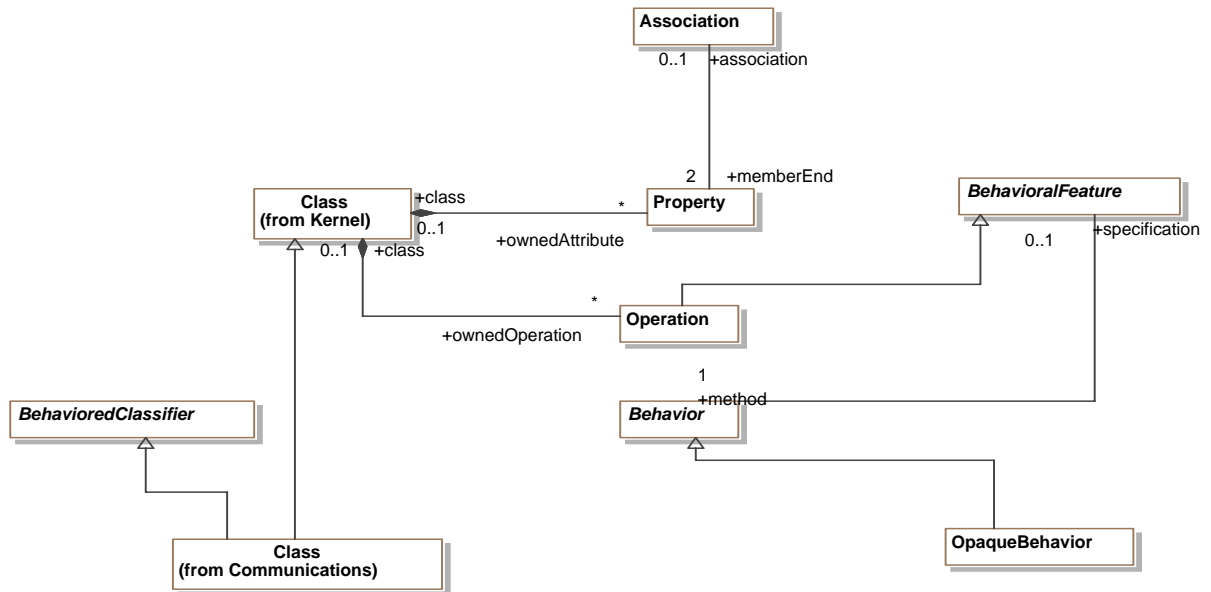 Association
0..1
+association
2
+memberEnd
Class
(from Kernel)
+class
0..1
*
+ownedAttribute
Property
BehavioralFeature
0..1
+specification
0..1
+class
*
+ownedOperation
Operation
1
+method
BehavioredClassifier
Behavior
Class
(from Communications)
OpaqueBehavior